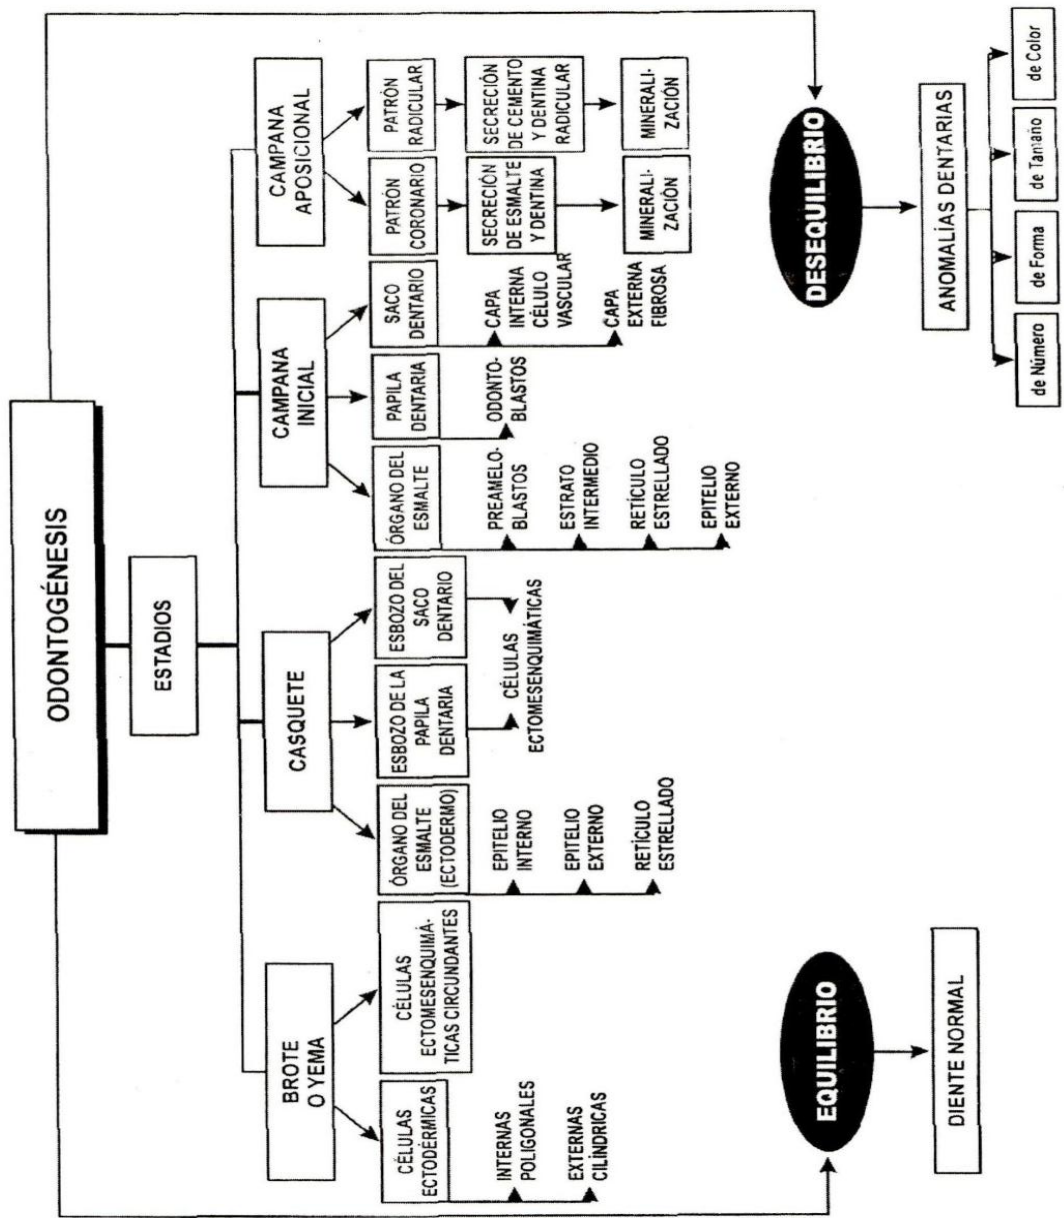 ODONTOGÉNESIS
ESTADIOS
BROTE
O YEMA
CÉLULAS
ECTODÉRMICAS
INTERNAS
POLIGONALES
EXTERNAS
CILÍNDRICAS
CÉLULAS
ECTOMESENQUIMÁ-
TICAS CIRCUNDANTES
CASQUETE
ÓRGANO DEL
ESMALTE
(ECTODERMO)
EPITELIO
INTERNO
EPITELIO
EXTERNO
RETÍCULO
ESTRELLADO
ESBOZO DE LA
PAPILA
DENTARIA
ESBOZO DEL
SACO
DENTARIO
CÉLULAS
ECTOMESENQUIMÁTICAS
CAMPANA
INICIAL
ÓRGANO DEL
ESMALTE
PREAMELO-
BLASTOS
ESTRATO
INTERMEDIO
RETÍCULO
ESTRELLADO
EPITELIO
EXTERNO
PAPILA
DENTARIA
ODONTO-
BLASTOS
SACO
DENTARIO
CAPA
INTERNA
CÉLULO
VASCULAR
CAPA
EXTERNA
FIBROSA
CAMPANA
APOSICIONAL
PATRÓN
CORONARIO
SECRECIÓN
DE ESMALTE
Y DENTINA
MINERALI-
ZACIÓN
PATRÓN
RADICULAR
SECRECIÓN
DE CEMENTO
Y DENTINA
RADICULAR
MINERALI-
ZACIÓN
EQUILIBRIO
DIENTE NORMAL
DESEQUILIBRIO
ANOMALÍAS DENTARIAS
de Número
de Forma
de Tamaño
de Color